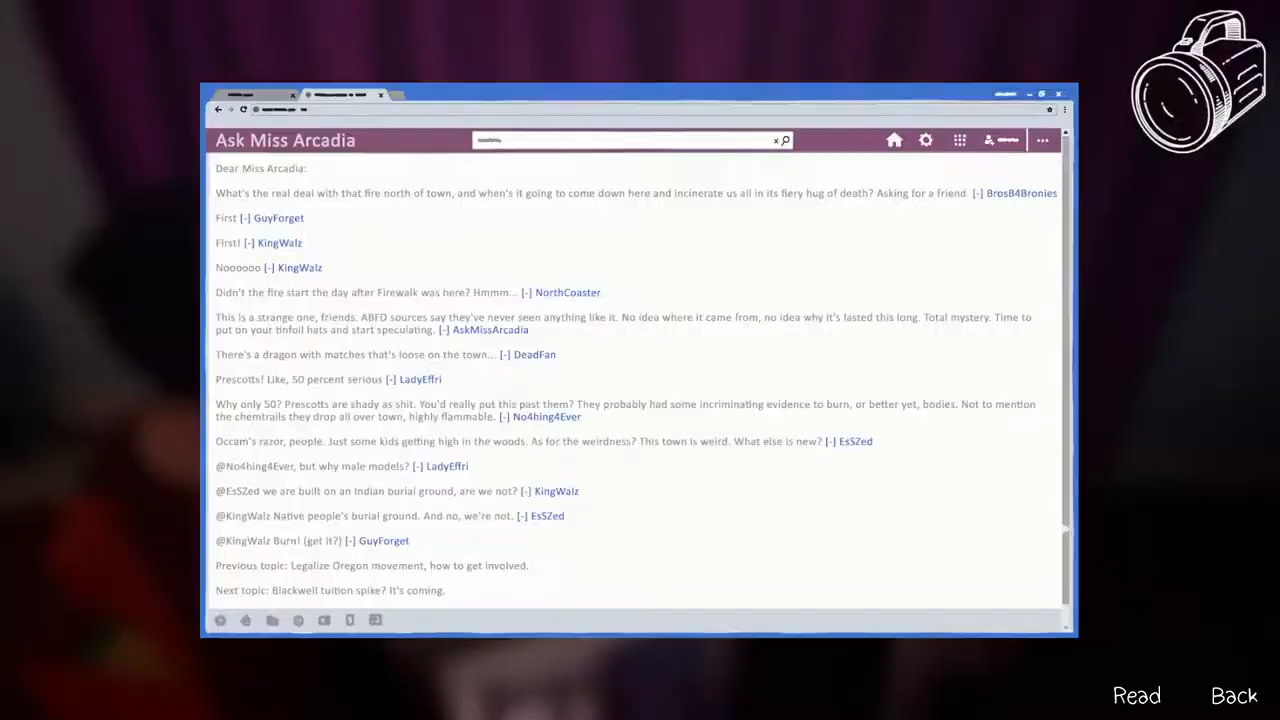 Ask Miss Arcadia
Dear Miss Arcadia:
What's the real deal with that fire north of town, and when's it going to come down here and incinerate us all in its fiery hug of death? Asking for a friend. [-] BrosB4Bronies
First [-] GuyForget
First! [-] KingWalz
Noooooo [-] KingWalz
Didn't the fire start the day after Firewalk was here? Hmmm... [-] NorthCoaster
This is a strange one, friends. ABFD sources say they've never seen anything like it. No idea where it came from, no idea why it's lasted this long. Total mystery. Time to
put on your tinfoil hats and start speculating. [-] AskMissArcadia
There's a dragon with matches that's loose on the town... [-] DeadFan
Prescotts! Like, 50 percent serious [-] LadyEffri
Why only 50? Prescotts are shady as shit. You'd really put this past them? They probably had some incriminating evidence to burn, or better yet, bodies. Not to mention
the chemtrails they drop all over town, highly flammable. [-] No4hing4Ever
Occam's razor, people. Just some kids getting high in the woods. As for the weirdness? This town is weird. What else is new? [-] EsSZed
@No4hing4Ever, but why male models? [-] LadyEffri
@EsSZed we are built on an Indian burial ground, are we not? [-] KingWalz
@KingWalz Native people's burial ground. And no, we're not. [-] EsSZed
@KingWalz Burn! (get it?) [-] GuyForget
Previous topic: Legalize Oregon movement, how to get involved.
Next topic: Blackwell tuition spike? It's coming.
Read Back